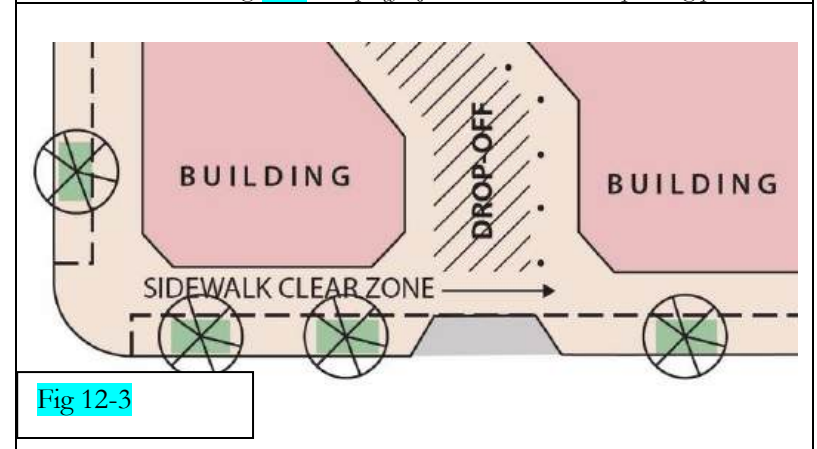 BUILDING
DROP-OFF
BUILDING
SIDEWALK CLEAR ZONE
Fig 12-3